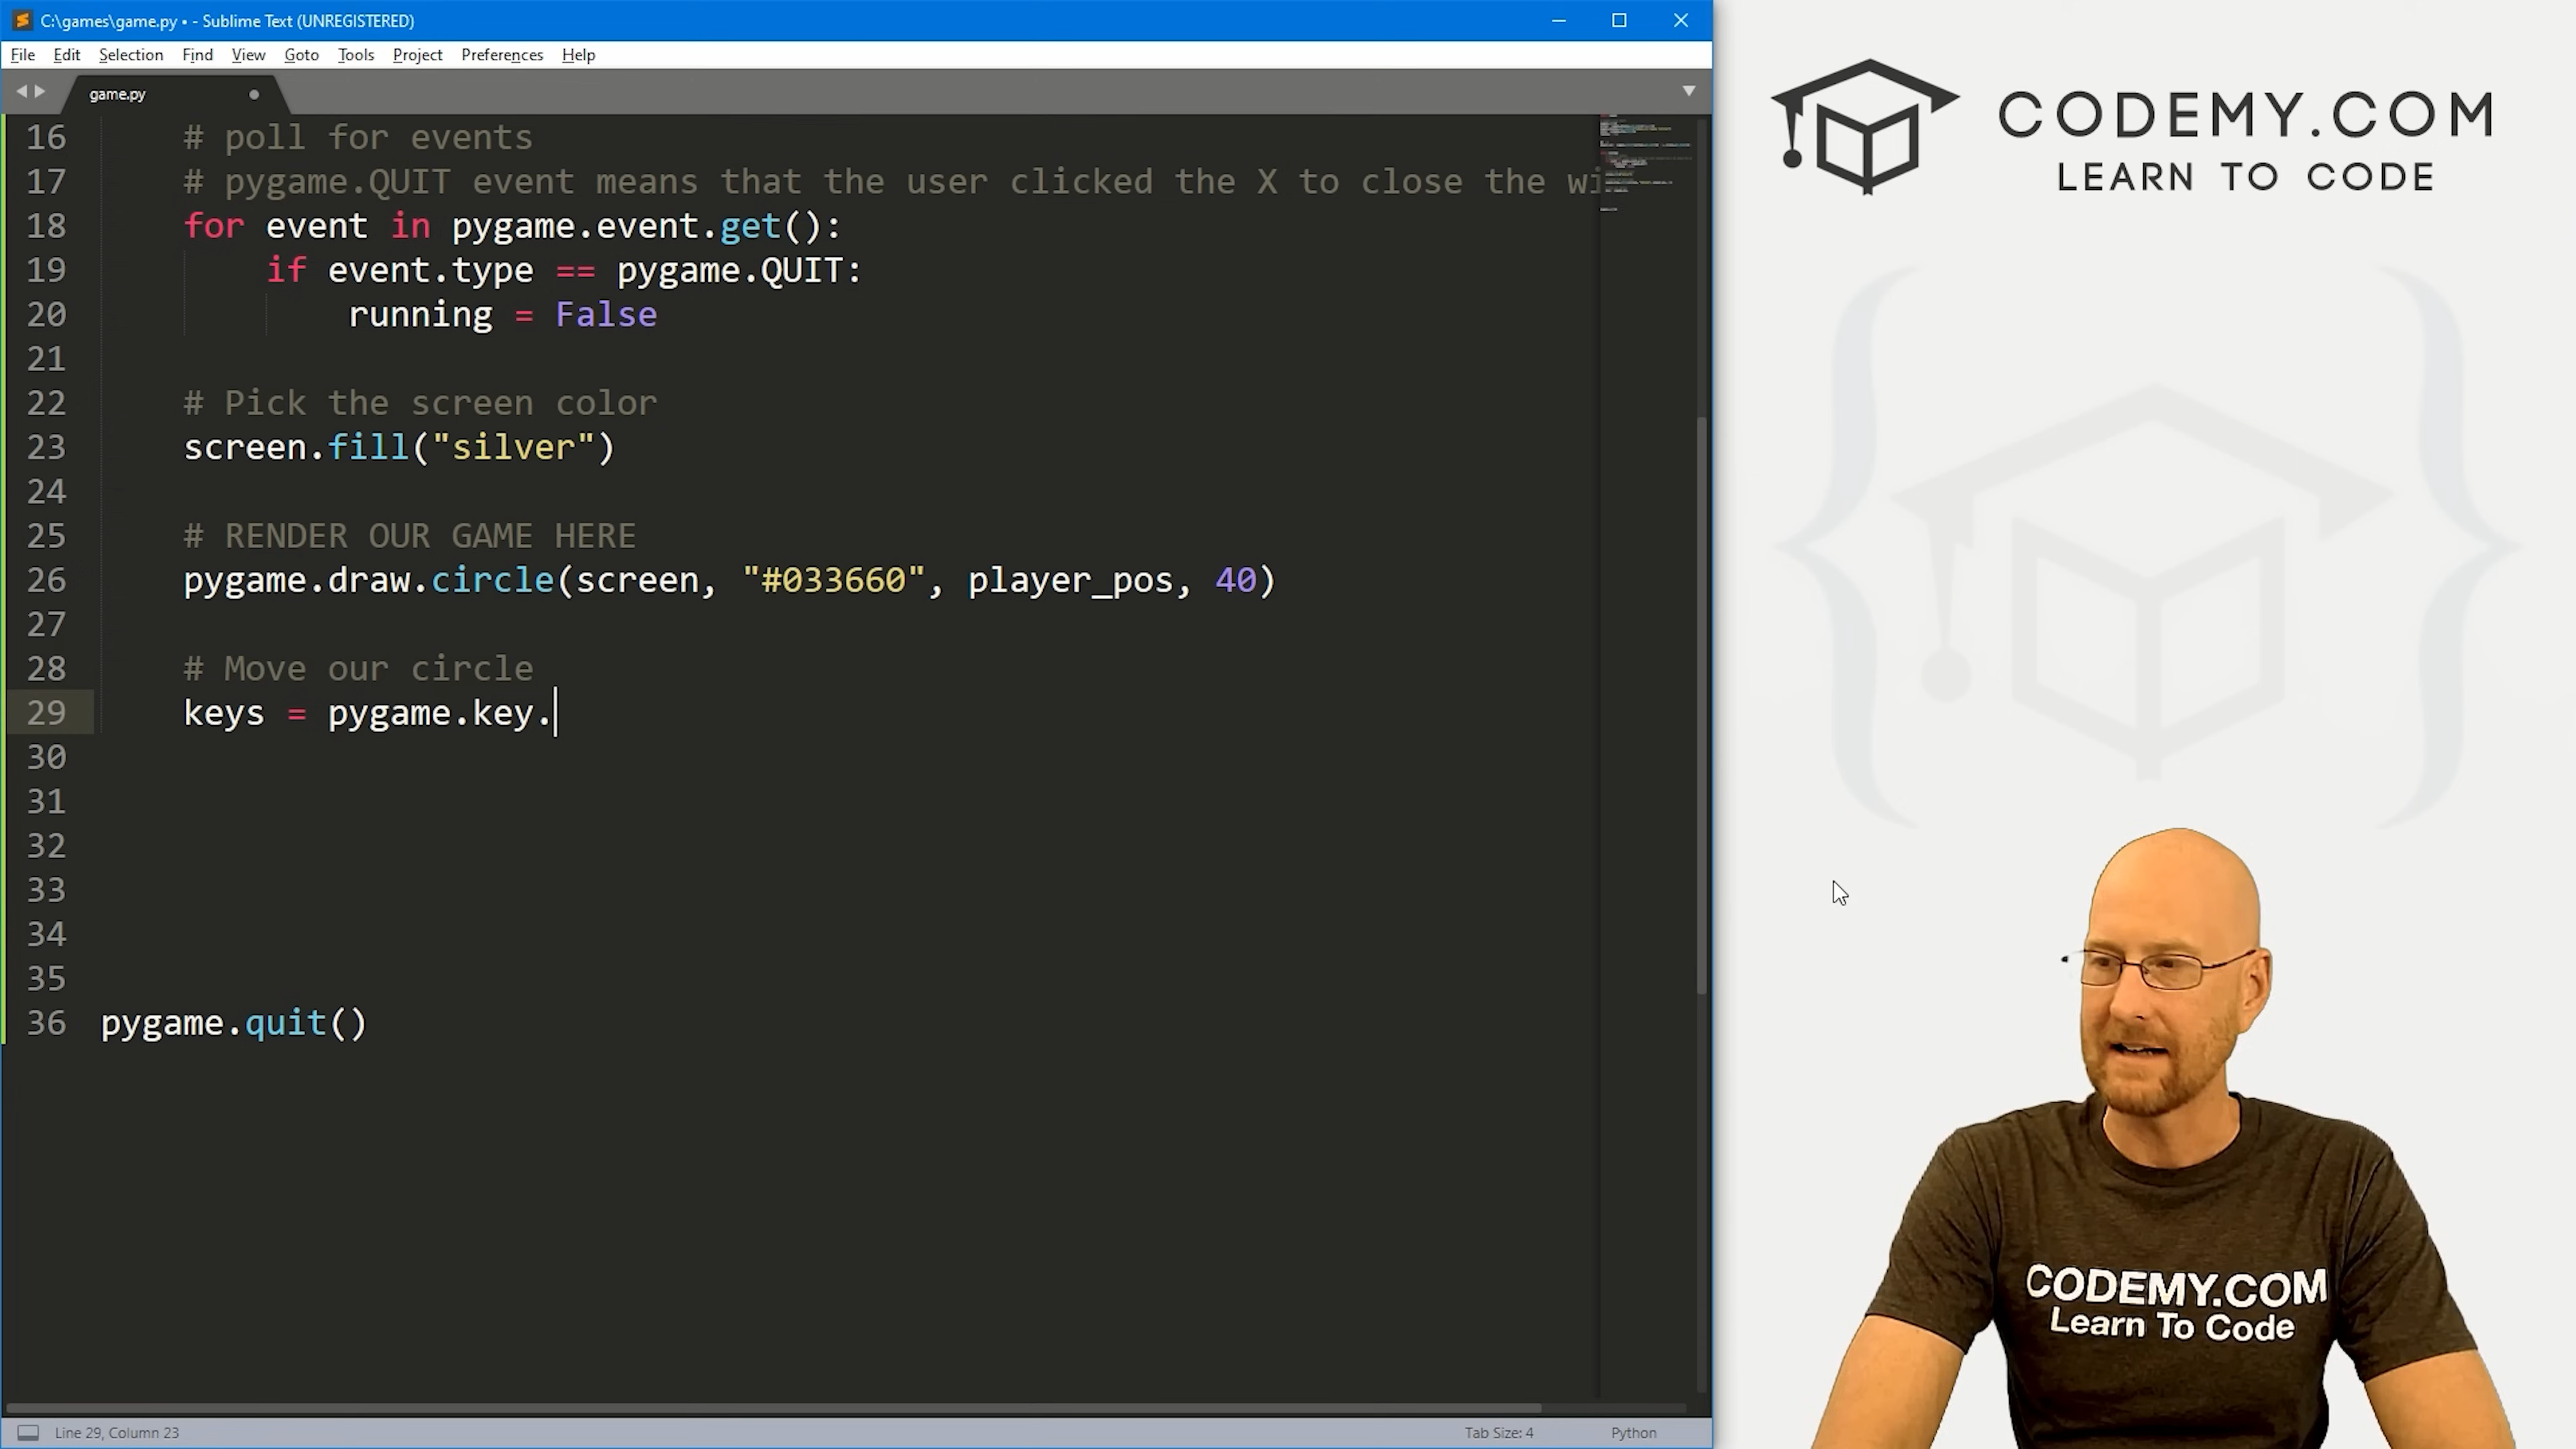 C:\games\game.py • - Sublime Text (UNREGISTERED)
File Edit Selection Find View Goto Tools Project Preferences Help
game.py
16 # poll for events
17 # pygame.QUIT event means that the user clicked the X to close the wi
18 for event in pygame.event.get():
19 if event.type == pygame.QUIT:
20 running = False
21
22 # Pick the screen color
23 screen.fill("silver")
24
25 # RENDER OUR GAME HERE
26 pygame.draw.circle(screen, "#033660", player_pos, 40)
27
28 # Move our circle
29 keys = pygame.key.
30
31
32
33
34
35
36 pygame.quit()
Line 29, Column 23
Tab Size: 4
Python
CODEMY.COM
LEARN TO CODE
CODEMY.COM
Learn To Code